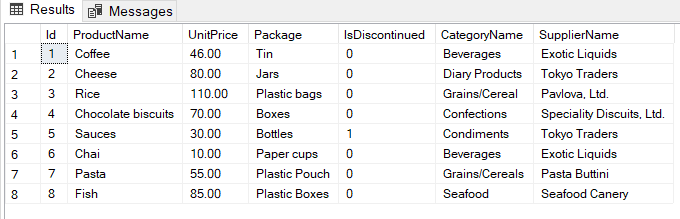 Results Messages
Id ProductName UnitPrice Package IsDiscontinued CategoryName SupplierName
1 1 Coffee 46.00 Tin 0 Beverages Exotic Liquids
2 2 Cheese 80.00 Jars 0 Diary Products Tokyo Traders
3 3 Rice 110.00 Plastic bags 0 Grains/Cereal Pavlova, Ltd.
4 4 Chocolate biscuits 70.00 Boxes 0 Confections Speciality Discuits, Ltd.
5 5 Sauces 30.00 Bottles 1 Condiments Tokyo Traders
6 6 Chai 10.00 Paper cups 0 Beverages Exotic Liquids
7 7 Pasta 55.00 Plastic Pouch 0 Grains/Cereals Pasta Buttini
8 8 Fish 85.00 Plastic Boxes 0 Seafood Seafood Canery